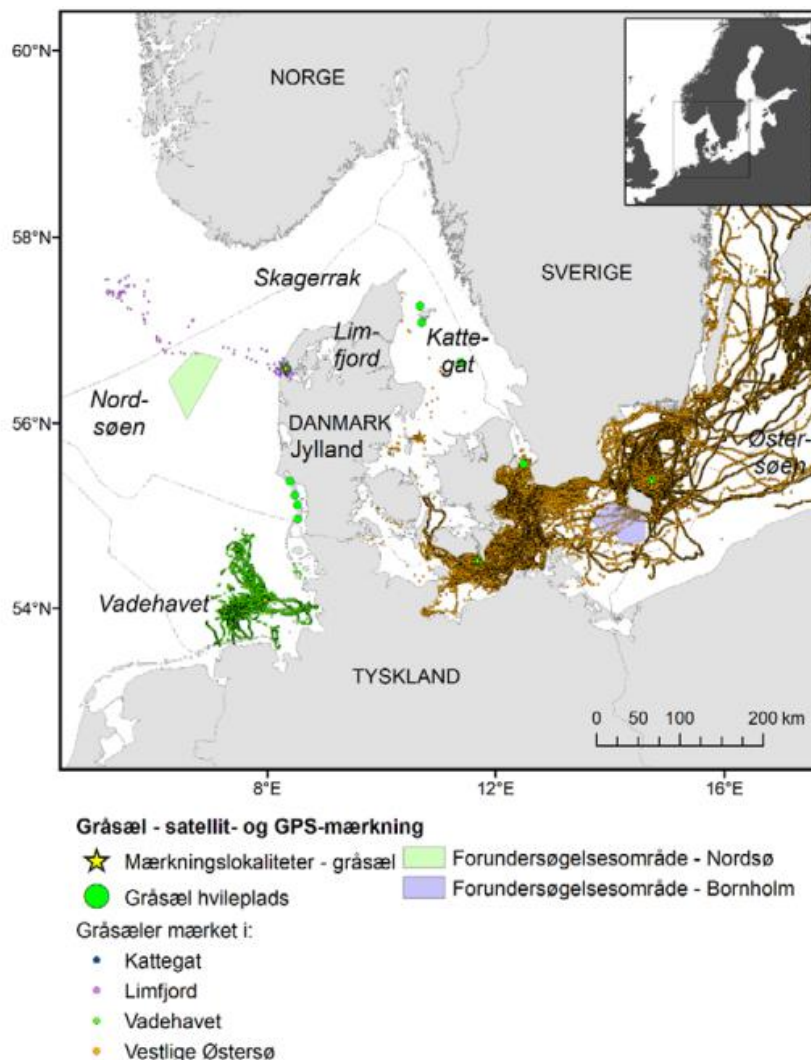 60°N
NORGE
58°N
Skagerrak
SVERIGE
Lim-
fjord
Katte-
gat
56°N
Nord-
søen
DANMARK
Jylland
Øster-
søen
54°N
Vadehavet
TYSKLAND
0 50 100 200 km
8°E 12°E 16°E
Gråsæl - satellit- og GPS-mærkning
Mærkningslokaliteter - gråsæl
Gråsæl hvileplads
Forundersøgelsesområde - Nordsø
Forundersøgelsesområde - Bornholm
Gråsæler mærket i:
Kattegat
Limfjord
Vadehavet
Vestlige Østersø